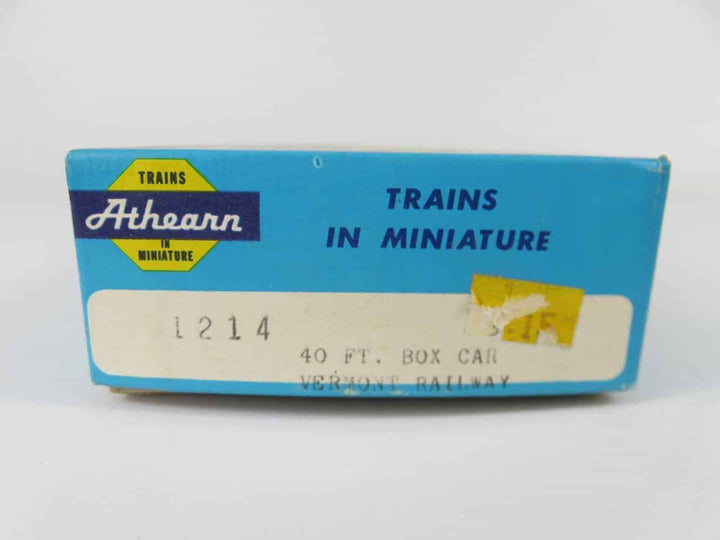 TRAINS
Athearn
IN
MINIATURE
TRAINS
IN MINIATURE
1214
40 FT. BOX CAR
VERMONT RAILWAY